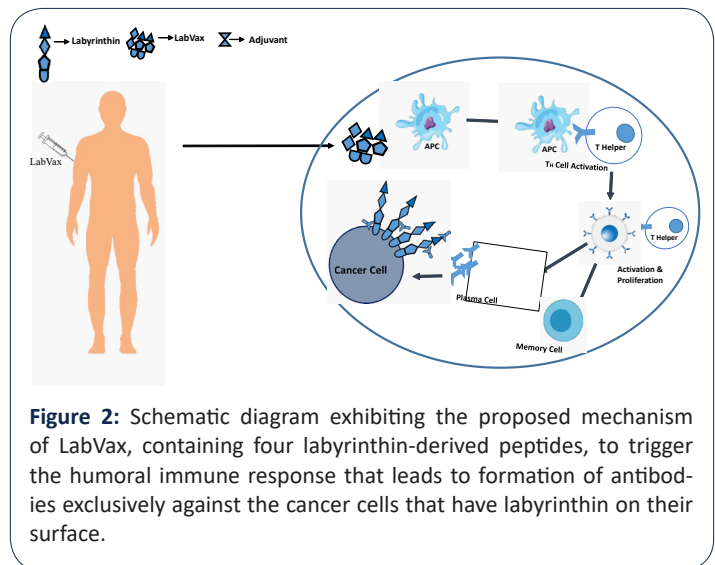 Labyrinthin
LabVax
Adjuvant
LabVax
APC
APC
T Helper
TH Cell Activation
T Helper
Activation &
Proliferation
Cancer Cell
Plasma Cell
Memory Cell
Figure 2: Schematic diagram exhibiting the proposed mechanism
of LabVax, containing four labyrinthin-derived peptides, to trigger
the humoral immune response that leads to formation of antibod-
ies exclusively against the cancer cells that have labyrinthin on their
surface.